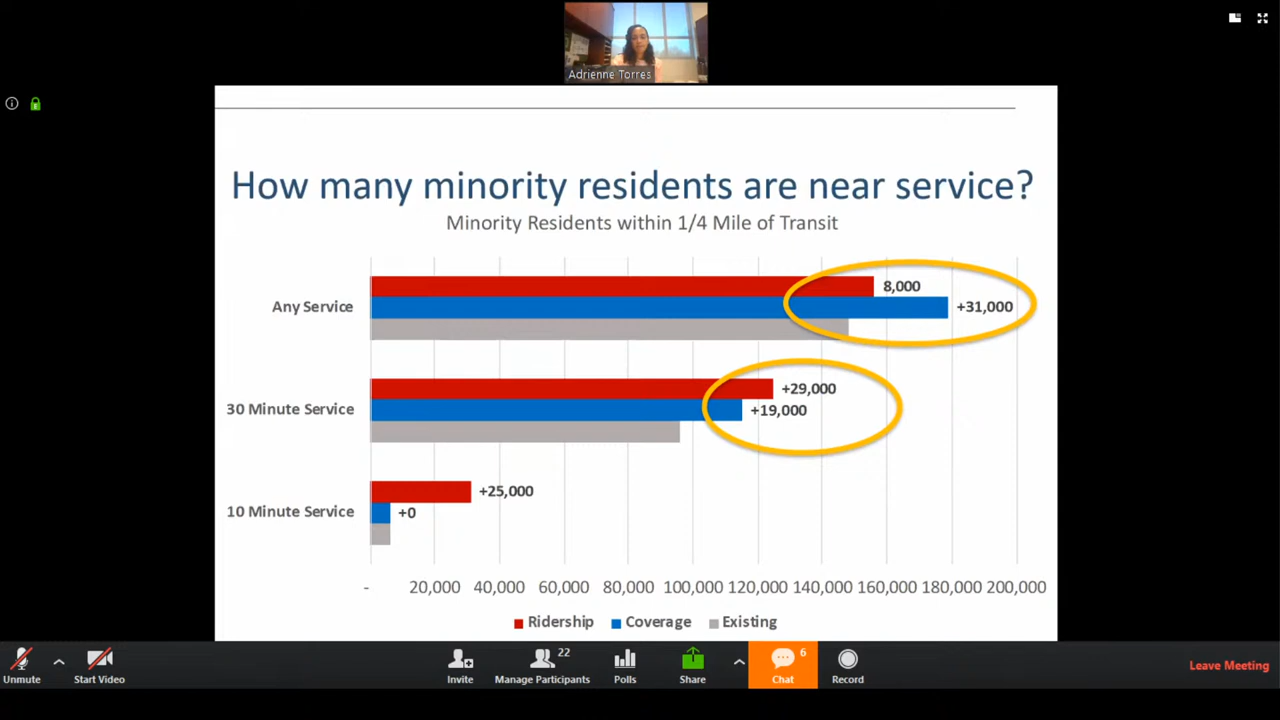 Adrienne Torres
How many minority residents are near service?
Minority Residents within 1/4 Mile of Transit
Any Service
8,000
+31,000
30 Minute Service
+29,000
+19,000
10 Minute Service
+25,000
+0
- 20,000 40,000 60,000 80,000 100,000 120,000 140,000 160,000 180,000 200,000
Ridership Coverage Existing
Unmute
Start Video
Invite
22
Manage Participants
Polls
Share
6
Chat
Record
Leave Meeting